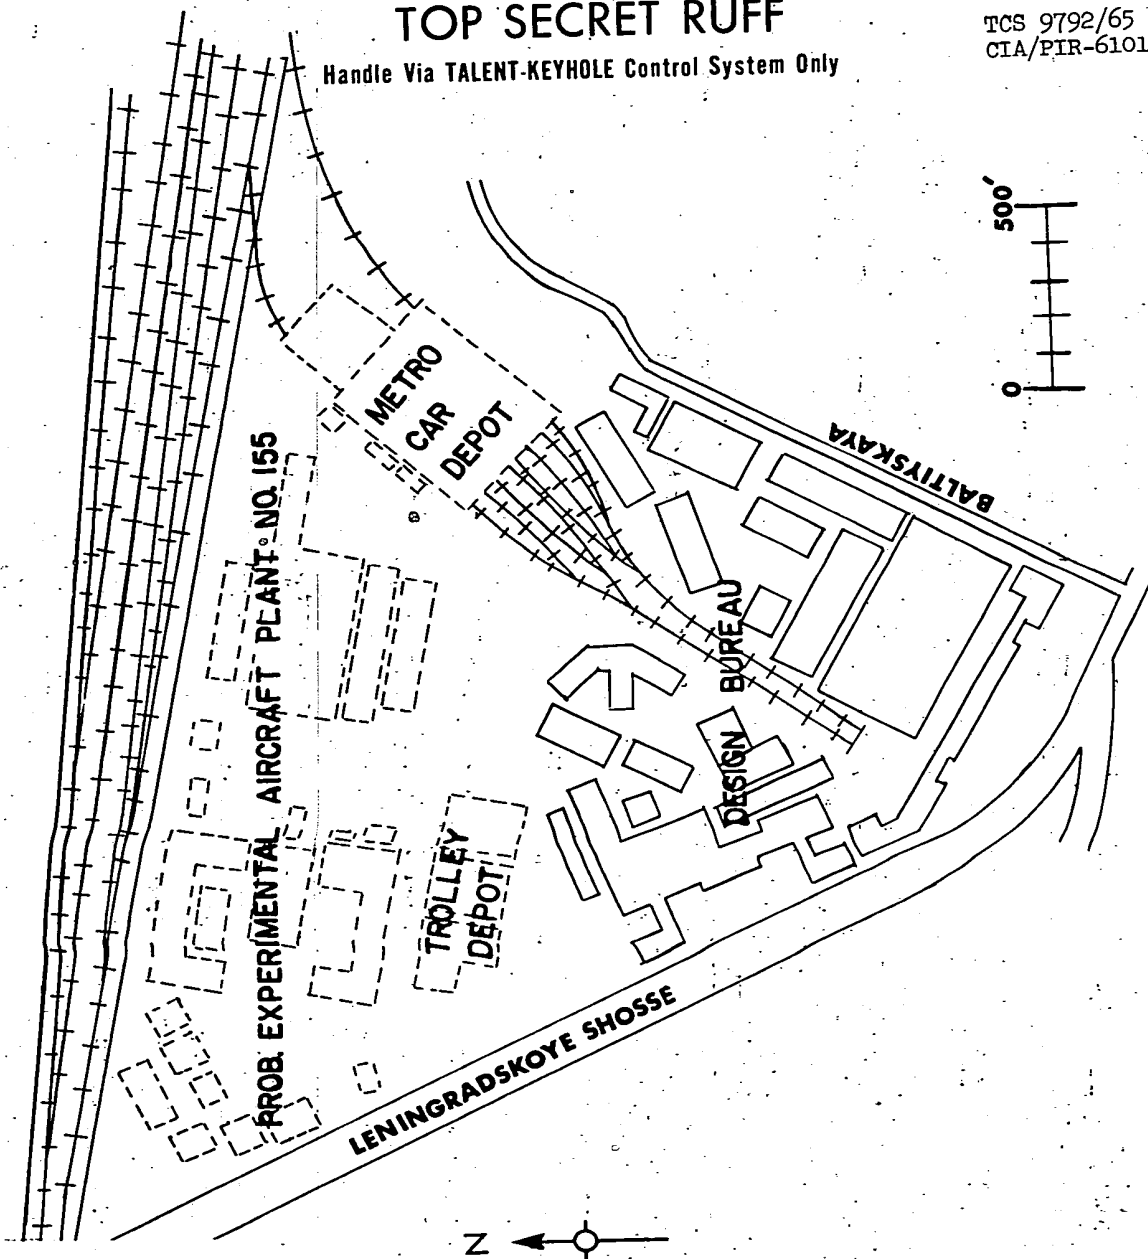 TOP SECRET RUFF
Handle Via TALENT-KEYHOLE Control System Only
TCS 9792/65
CIA/PIR-6101
500'
0
METRO
CAR
DEPOT
BALTIYSKAYA
PROB. EXPERIMENTAL AIRCRAFT PLANT NO. 155
DESIGN BUREAU
TROLLEY
DEPOT
LENINGRADSKOYE SHOSSE
N